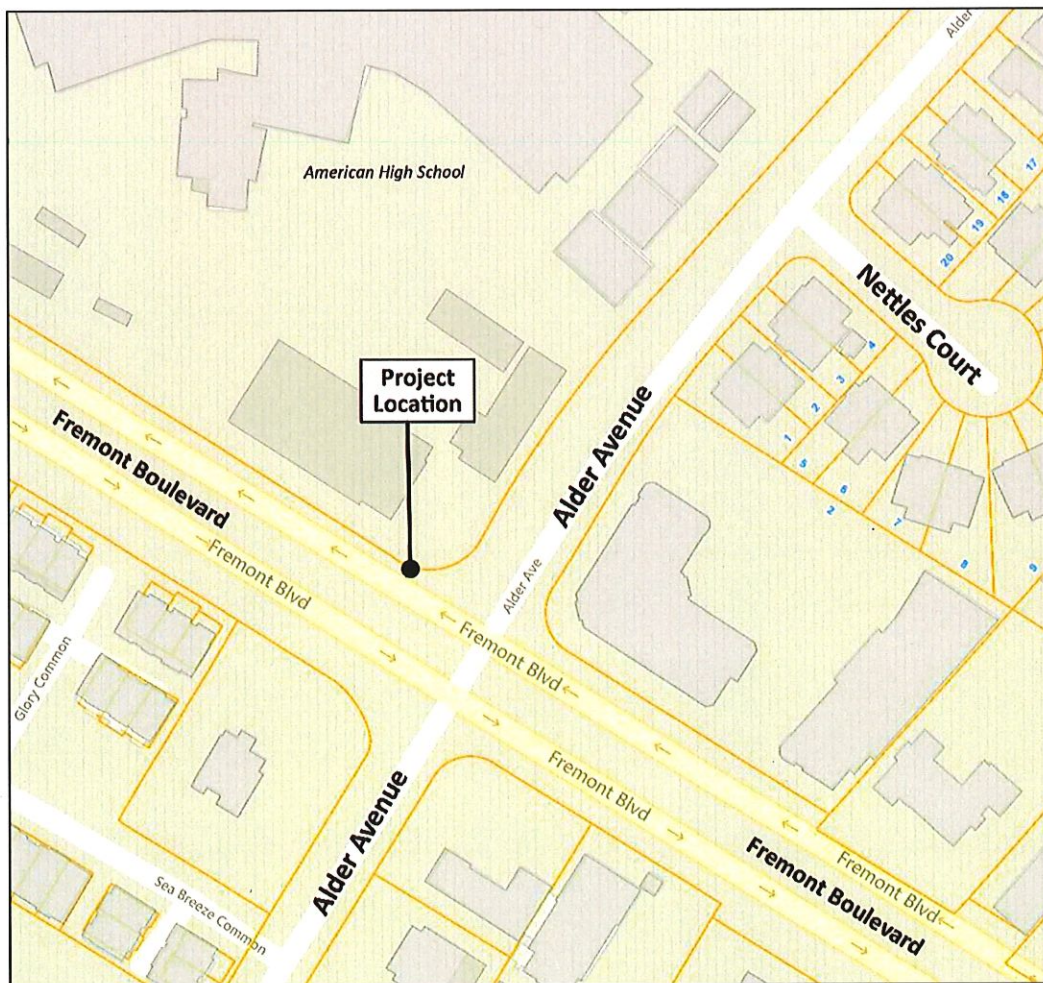 Alder
American High School
17
16
19
20
Nettles Court
4
3
2
1
5
6
2
7
8
9
Project
Location
Fremont Boulevard
Alder Avenue
Fremont Blvd
Alder Ave
Fremont Blvd
Glory Common
Fremont Blvd
Alder Avenue
Fremont Boulevard
Fremont Blvd
Sea Breeze Common